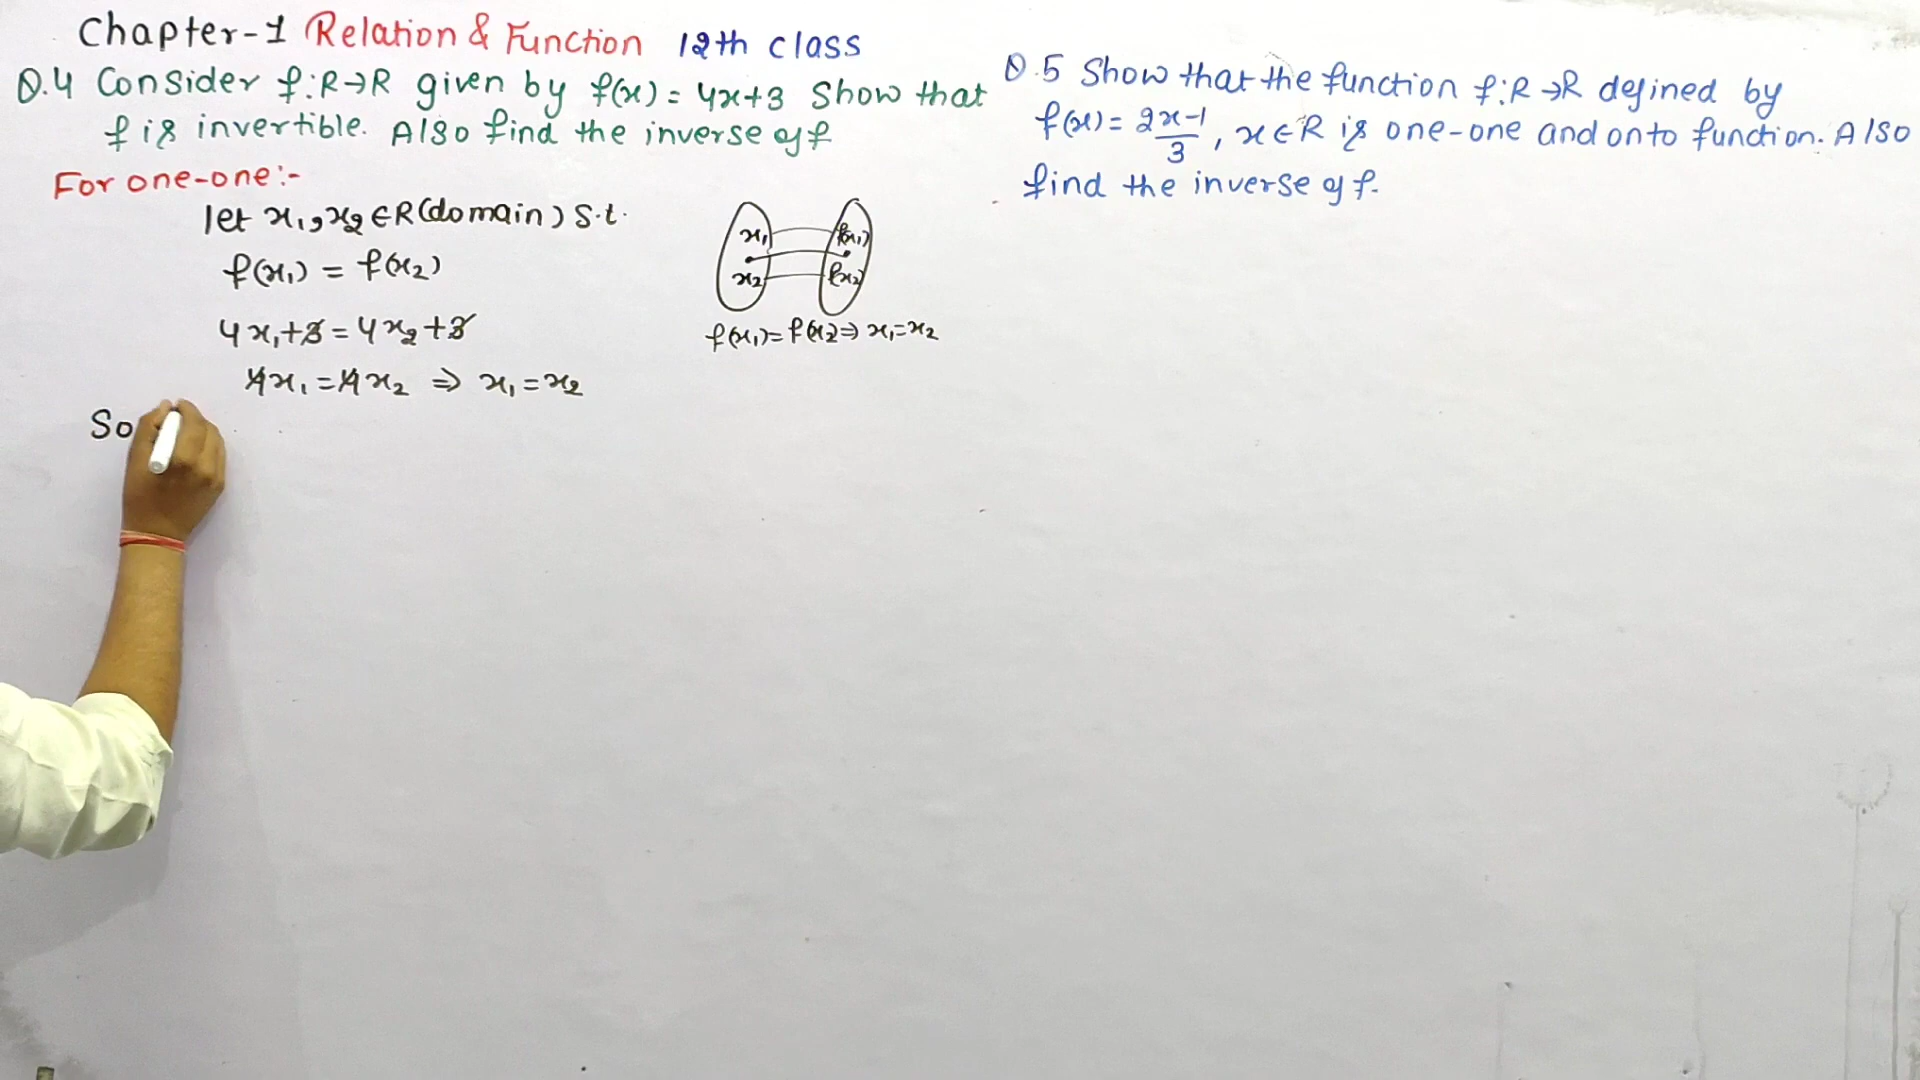 Chapter-1 Relation & Function 12th class
Q.4 Consider f:R→R given by f(x) = 4x+3 Show that
f is invertible. Also find the inverse of f
For one-one:-
let x₁,x₂ ∈ R(domain) s.t.
f(x₁) = f(x₂)
4x₁+3 = 4x₂+3
4x₁ = 4x₂ ⇒ x₁ = x₂
So
x₁ f(x₁)
x₂ f(x₂)
f(x₁) = f(x₂) ⇒ x₁=x₂
Q.5 Show that the function f:R→R defined by
f(x) = 2x-1/3, x∈R is one-one and onto function. Also
find the inverse of f.